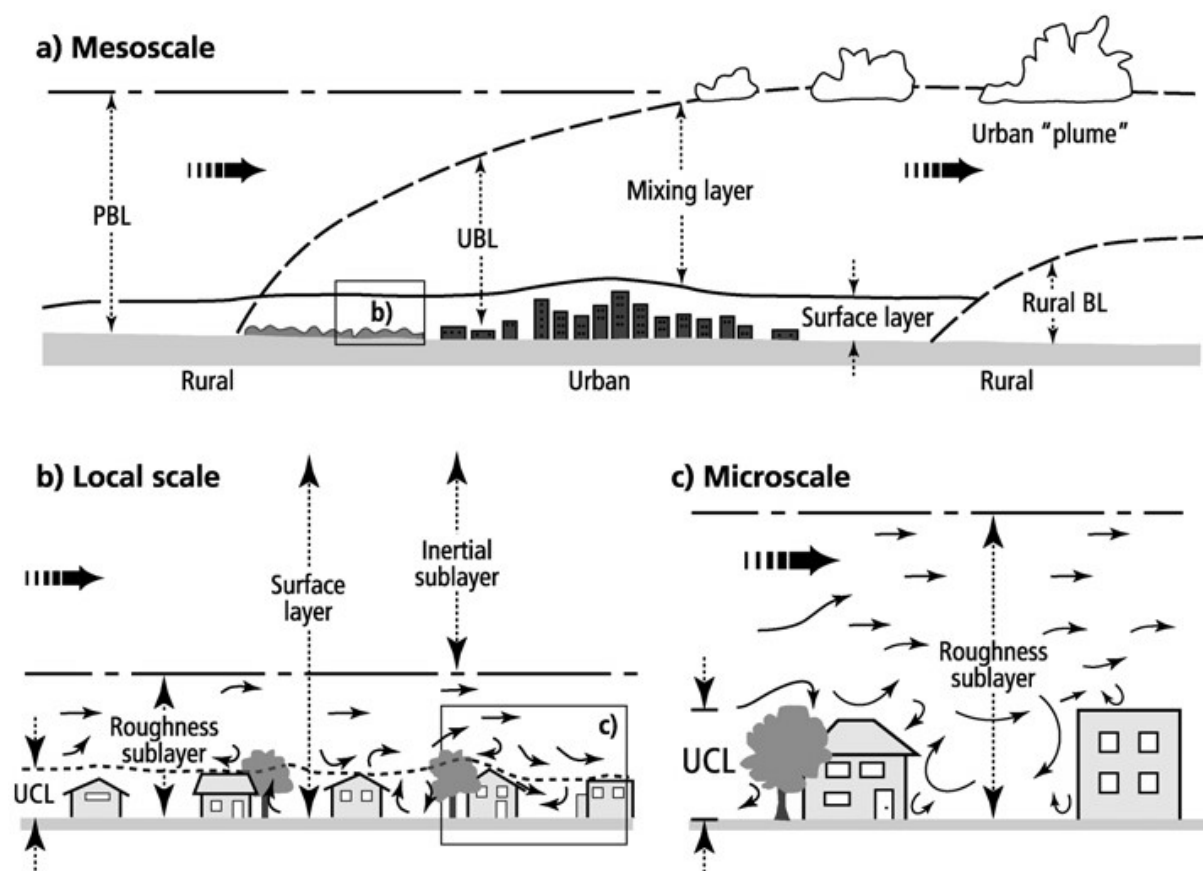 a) Mesoscale
Urban "plume"
PBL
UBL
Mixing layer
b)
Surface layer
Rural BL
Rural
Urban
Rural
b) Local scale
Surface
layer
Inertial
sublayer
Roughness
sublayer
UCL
c)
c) Microscale
Roughness
sublayer
UCL